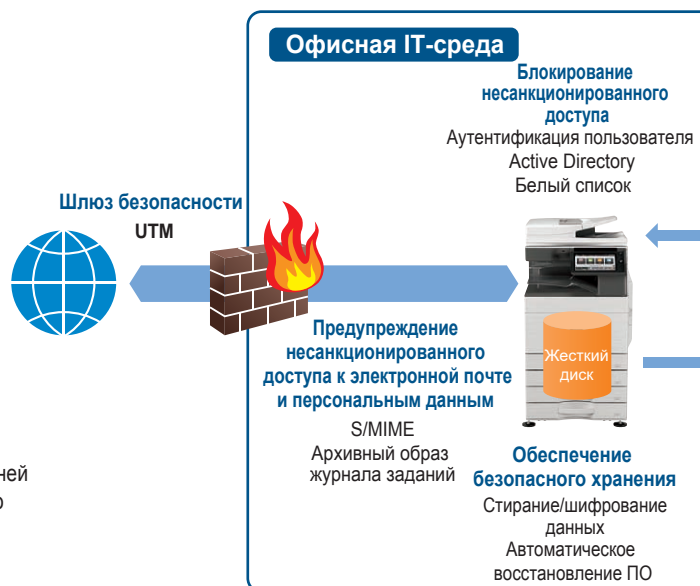 Офисная IT-среда
Блокирование
несанкционированного
доступа
Аутентификация пользователя
Active Directory
Белый список
Шлюз безопасности
UTM
Жесткий
диск
Предупреждение
несанкционированного
доступа к электронной почте
и персональным данным
S/MIME
Архивный образ
журнала заданий
Обеспечение
безопасного хранения
Стирание/шифрование
данных
Автоматическое
восстановление ПО
ней